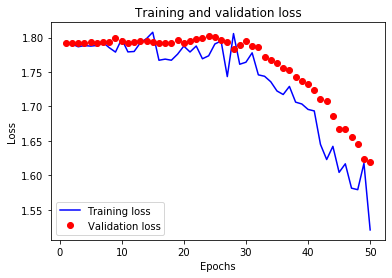 Training and validation loss
1.80
1.75
1.70
1.65
1.60
1.55
Loss
Training loss
Validation loss
0 10 20 30 40 50
Epochs